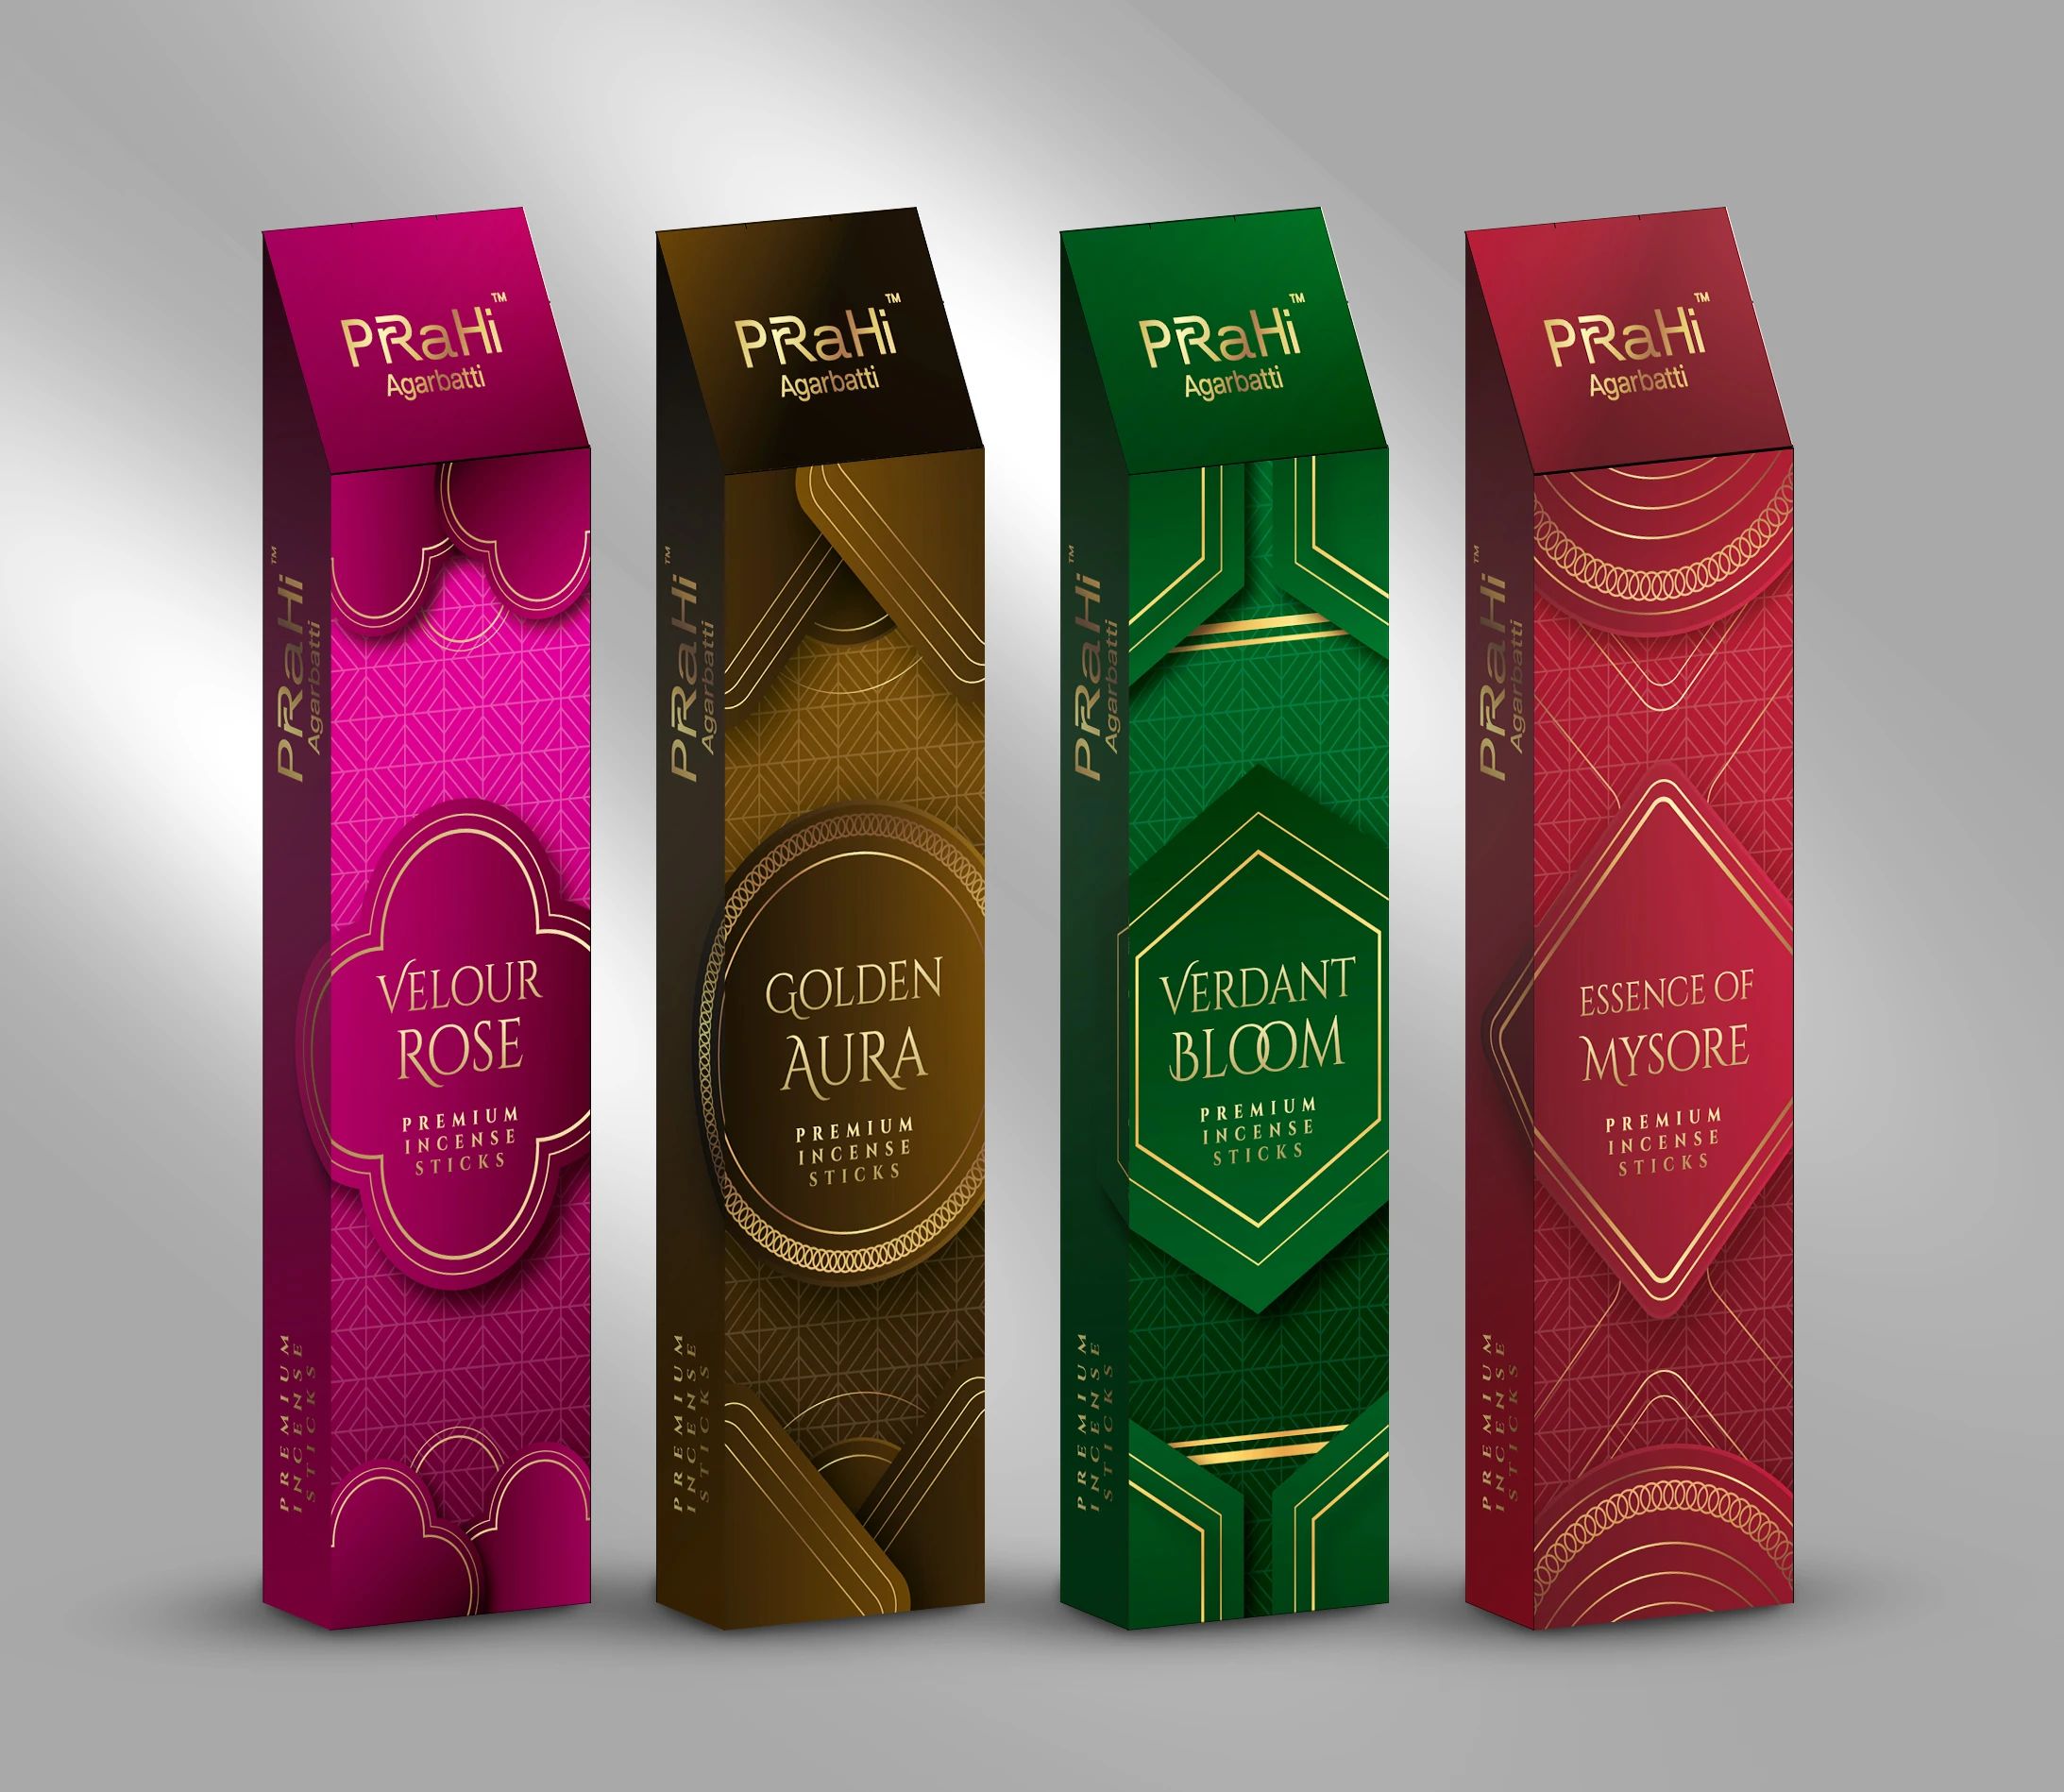 PRaHi™
Agarbatti
PRaHi™
Agarbatti
VELOUR
ROSE
PREMIUM
INCENSE
STICKS
PREMIUM
INCENSE
STICKS
PRaHi™
Agarbatti
PRaHi™
Agarbatti
GOLDEN
AURA
PREMIUM
INCENSE
STICKS
PREMIUM
INCENSE
STICKS
PRaHi™
Agarbatti
PRaHi™
Agarbatti
VERDANT
BLOOM
PREMIUM
INCENSE
STICKS
PREMIUM
INCENSE
STICKS
PRaHi™
Agarbatti
PRaHi™
Agarbatti
ESSENCE OF
MYSORE
PREMIUM
INCENSE
STICKS
PREMIUM
INCENSE
STICKS